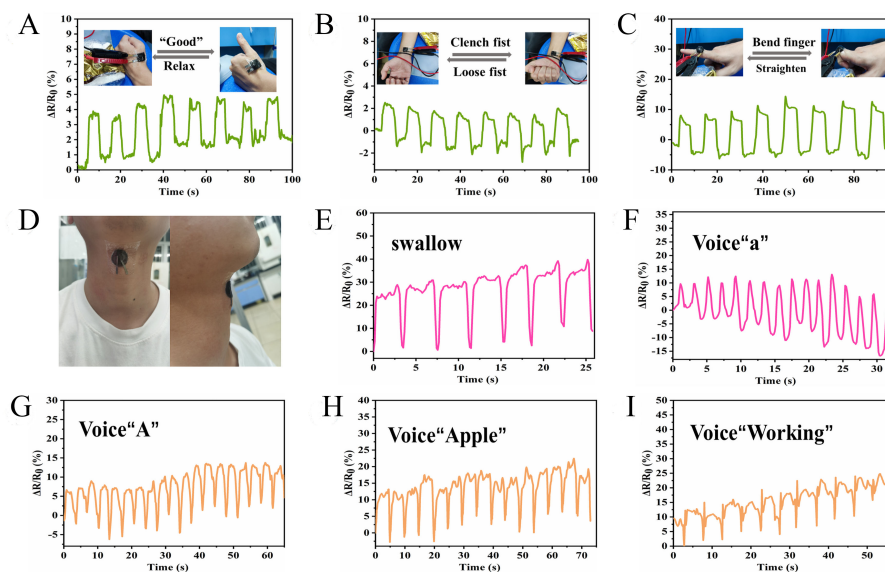 A
"Good"
Relax
ΔR/R0 (%)
8
7
6
5
4
3
2
1
0
0 20 40 60 80 100
Time (s)
B
Clench fist
Loose fist
ΔR/R0 (%)
10
8
6
4
2
0
-2
0 20 40 60 80 100
Time (s)
C
Bend finger
Straighten
ΔR/R0 (%)
40
30
20
10
0
-10
0 20 40 60 80
Time (s)
D
E
swallow
ΔR/R0 (%)
60
50
40
30
20
10
0
0 5 10 15 20 25
Time (s)
F
Voice"a"
ΔR/R0 (%)
35
30
25
20
15
10
5
0
-5
-10
-15
0 5 10 15 20 25 30
Time (s)
G
Voice"A"
ΔR/R0 (%)
30
25
20
15
10
5
0
-5
0 10 20 30 40 50 60
Time (s)
H
Voice"Apple"
ΔR/R0 (%)
40
35
30
25
20
15
10
5
0
-5
0 10 20 30 40 50 60 70
Time (s)
I
Voice"Working"
ΔR/R0 (%)
50
45
40
35
30
25
20
15
10
5
0
0 10 20 30 40 50
Time (s)